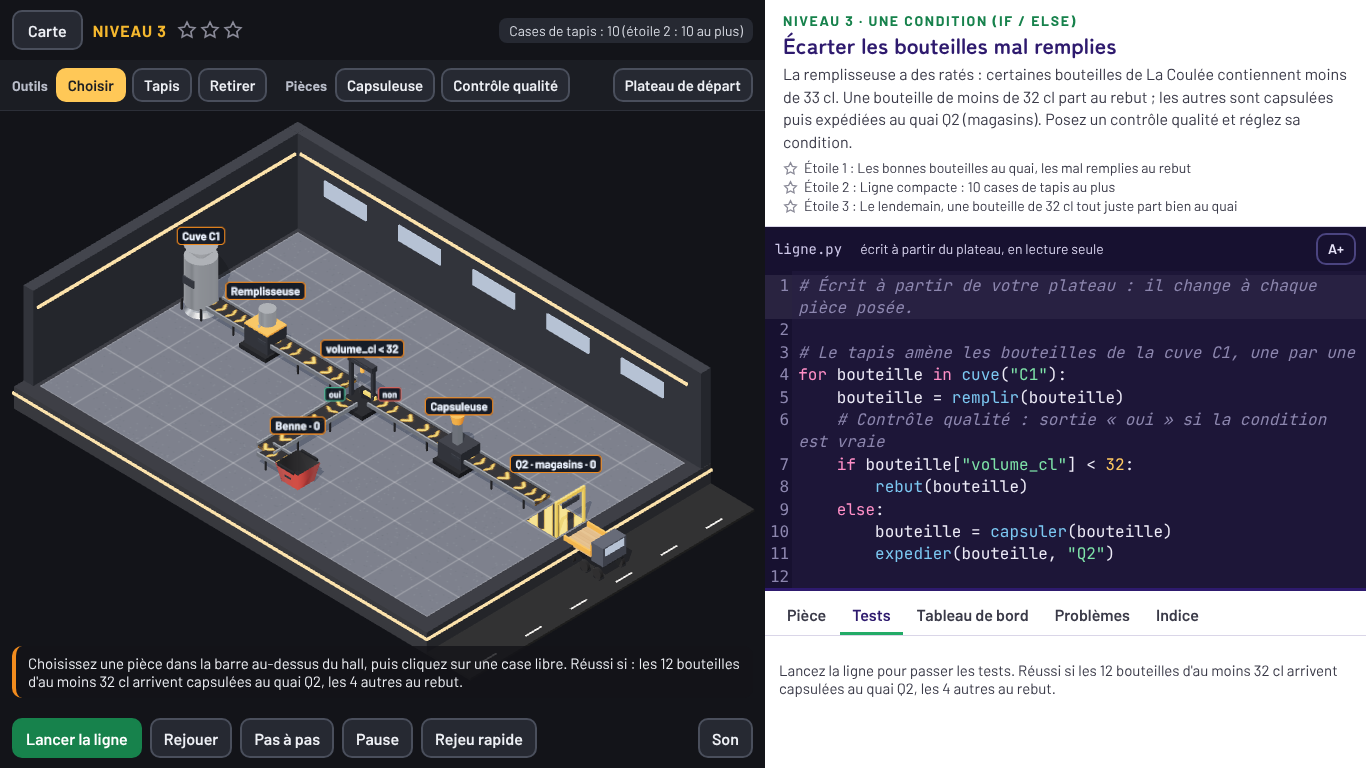 Carte
NIVEAU 3
Cases de tapis : 10 (étoile 2 : 10 au plus)
Outils
Choisir
Tapis
Retirer
Pièces
Capsuleuse
Contrôle qualité
Plateau de départ
Cuve C1
Remplisseuse
volume_cl < 32
oui
non
Capsuleuse
Benne · 0
Q2 · magasins · 0
Choisissez une pièce dans la barre au-dessus du hall, puis cliquez sur une case libre. Réussi si : les 12 bouteilles
d'au moins 32 cl arrivent capsulées au quai Q2, les 4 autres au rebut.
Lancer la ligne
Rejouer
Pas à pas
Pause
Rejeu rapide
Son
NIVEAU 3 · UNE CONDITION (IF / ELSE)
Écarter les bouteilles mal remplies
La remplisseuse a des ratés : certaines bouteilles de La Coulée contiennent moins
de 33 cl. Une bouteille de moins de 32 cl part au rebut ; les autres sont capsulées
puis expédiées au quai Q2 (magasins). Posez un contrôle qualité et réglez sa
condition.
Étoile 1 : Les bonnes bouteilles au quai, les mal remplies au rebut
Étoile 2 : Ligne compacte : 10 cases de tapis au plus
Étoile 3 : Le lendemain, une bouteille de 32 cl tout juste part bien au quai
ligne.py
écrit à partir du plateau, en lecture seule
A+
1 # Écrit à partir de votre plateau : il change à chaque
pièce posée.
2
3 # Le tapis amène les bouteilles de la cuve C1, une par une
4 for bouteille in cuve("C1"):
5     bouteille = remplir(bouteille)
6     # Contrôle qualité : sortie « oui » si la condition
est vraie
7     if bouteille["volume_cl"] < 32:
8         rebut(bouteille)
9     else:
10         bouteille = capsuler(bouteille)
11         expedier(bouteille, "Q2")
12
Pièce
Tests
Tableau de bord
Problèmes
Indice
Lancez la ligne pour passer les tests. Réussi si les 12 bouteilles d'au moins 32 cl arrivent
capsulées au quai Q2, les 4 autres au rebut.